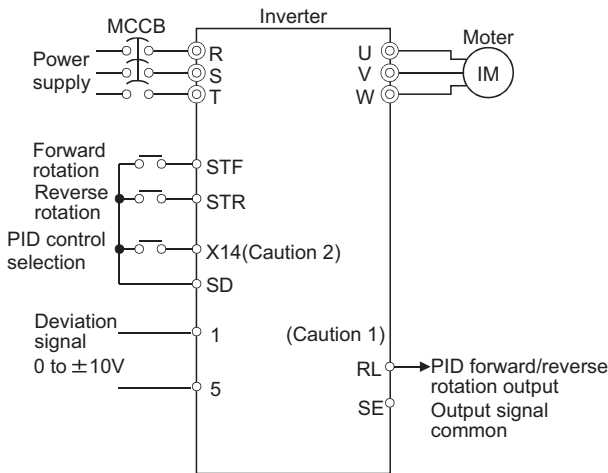 Inverter
MCCB
Moter
Power
supply
R
S
T
U
V
W
IM
Forward
rotation
STF
Reverse
rotation
STR
PID control
selection
X14(Caution 2)
SD
Deviation
signal
0 to ±10V
1
5
(Caution 1)
RL
PID forward/reverse
rotation output
SE
Output signal
common